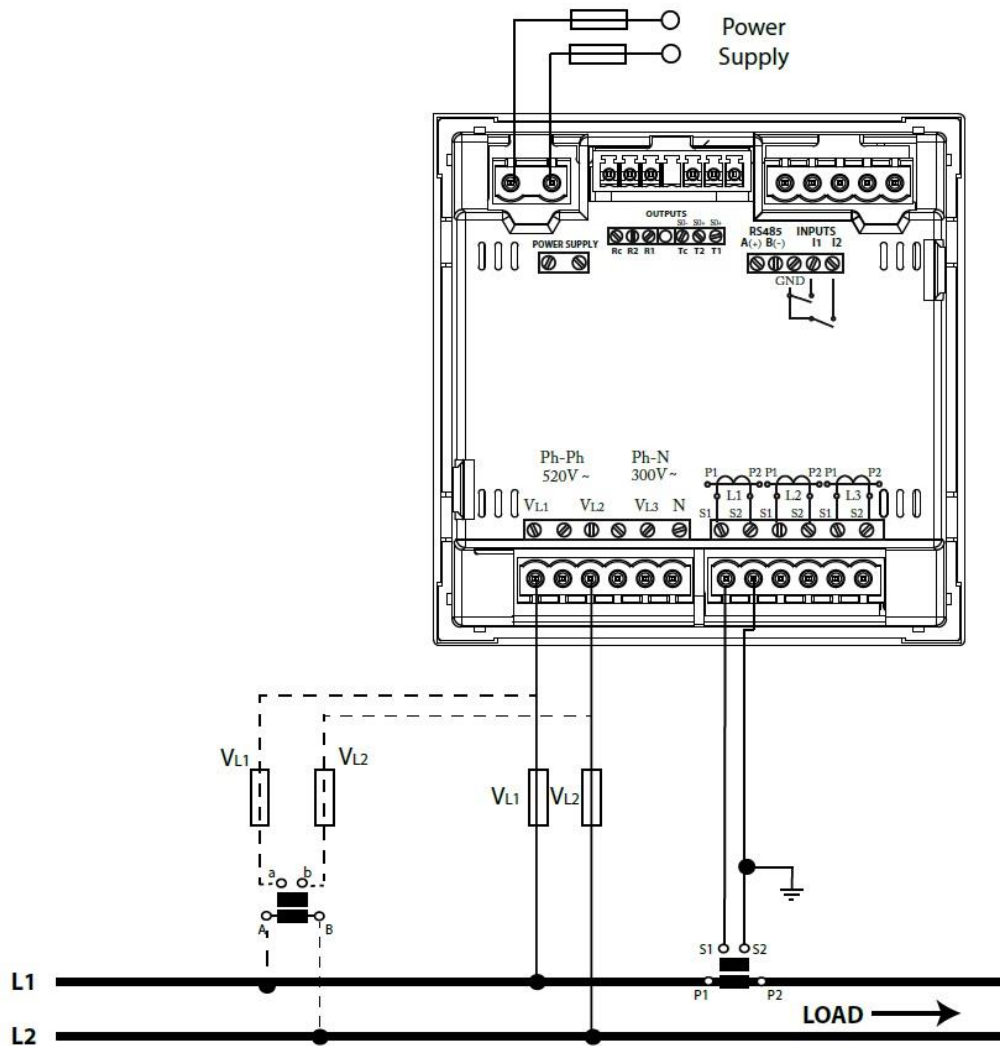 Power
Supply
OUTPUTS
S0- S0+ S0+
Rc R2 R1 Tc T2 T1
POWER SUPPLY
RS485 INPUTS
A(+) B(-) I1 I2
GND
Ph-Ph Ph-N
520V ~ 300V ~
P1 P2 P1 P2 P1 P2
L1 L2 L3
VL1 VL2 VL3 N
S1 S2 S1 S2 S1 S2
VL1 VL2
VL1 VL2
a b
A B
S1 S2
L1
P1 P2
LOAD
L2